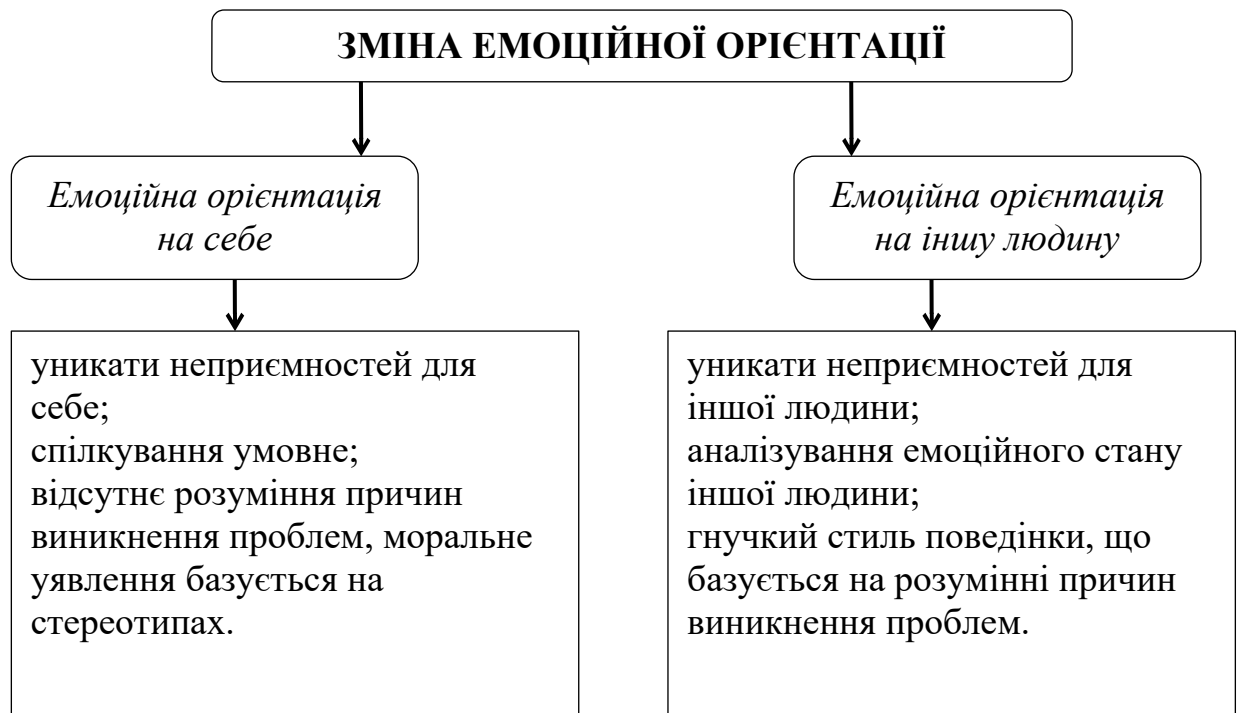 ЗМІНА ЕМОЦІЙНОЇ ОРІЄНТАЦІЇ
Емоційна орієнтація
на себе
Емоційна орієнтація
на іншу людину
уникати неприємностей для
себе;
спілкування умовне;
відсутнє розуміння причин
виникнення проблем, моральне
уявлення базується на
стереотипах.
уникати неприємностей для
іншої людини;
аналізування емоційного стану
іншої людини;
гнучкий стиль поведінки, що
базується на розумінні причин
виникнення проблем.